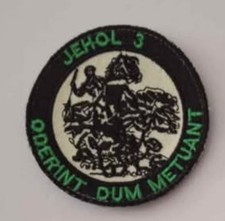 JEHOL 3
ODERINT DUM METUANT